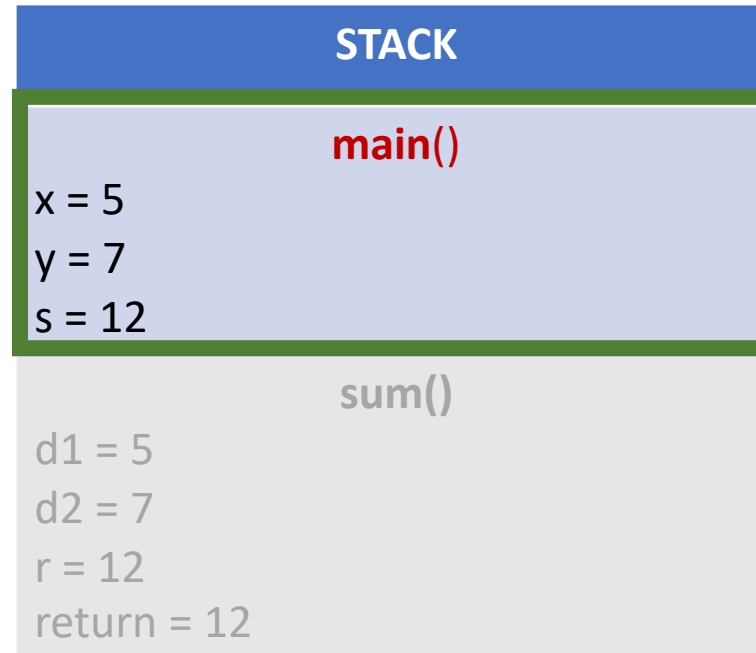 STACK
main()
x = 5
y = 7
s = 12
sum()
d1 = 5
d2 = 7
r = 12
return = 12